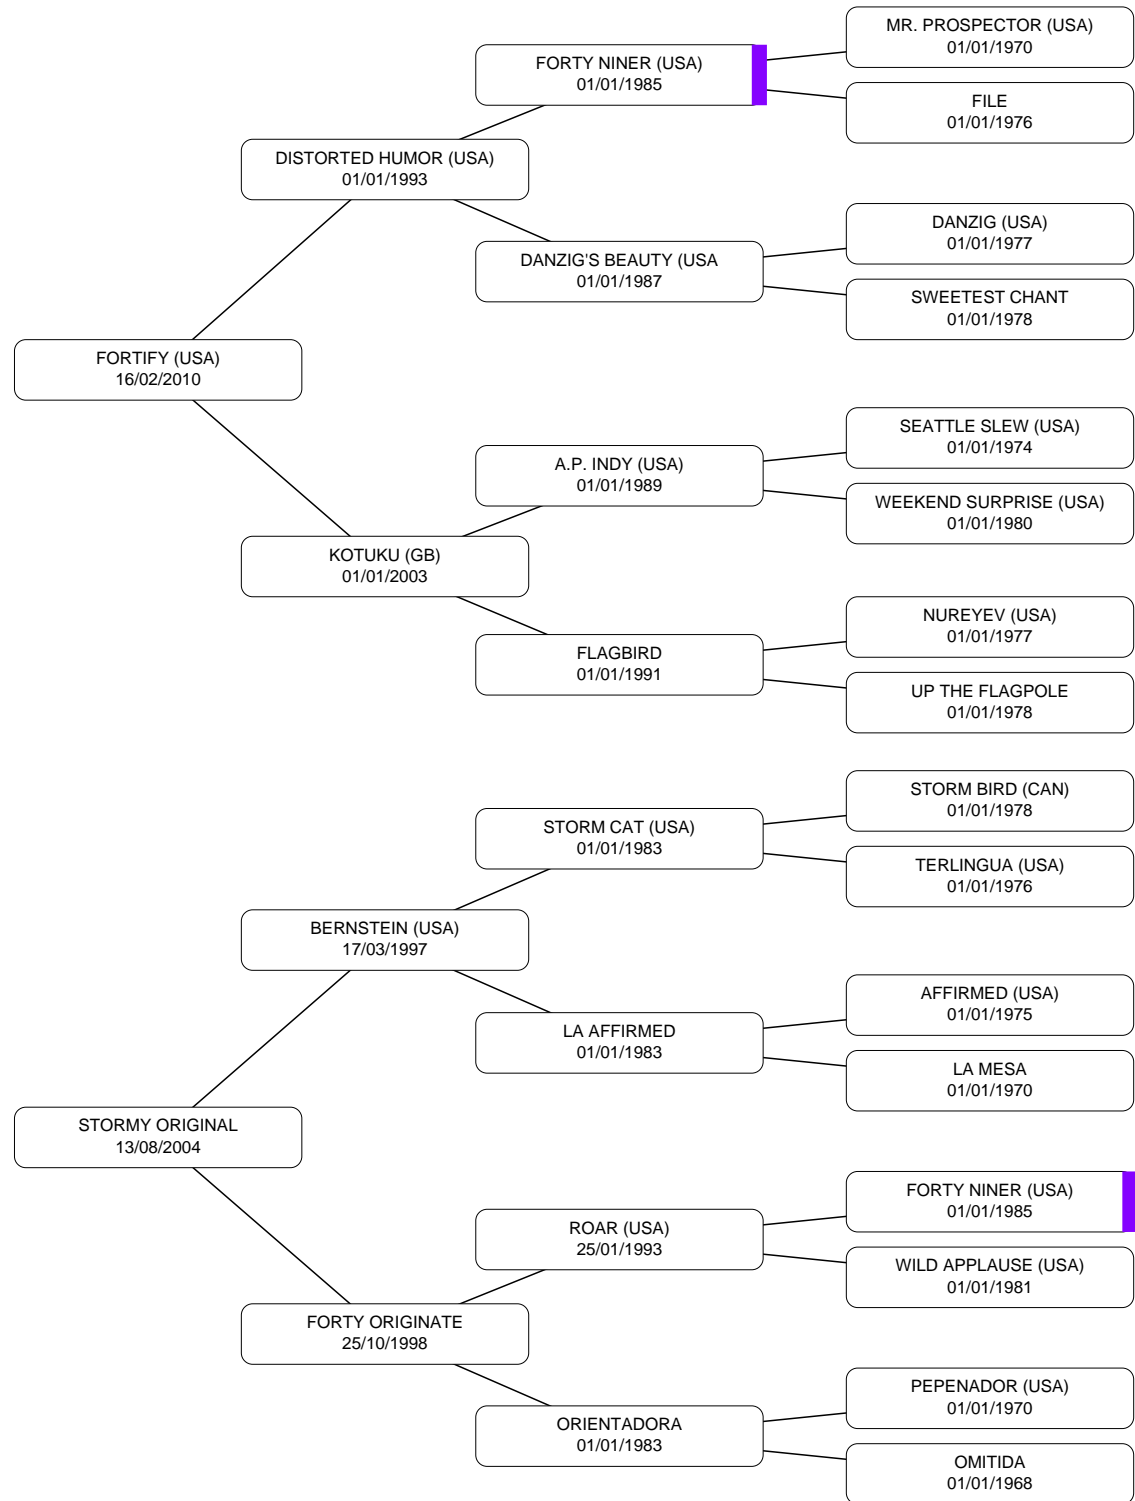 MR. PROSPECTOR (USA)
01/01/1970
FORTY NINER (USA)
01/01/1985
FILE
01/01/1976
DISTORTED HUMOR (USA)
01/01/1993
DANZIG (USA)
01/01/1977
DANZIG'S BEAUTY (USA
01/01/1987
SWEETEST CHANT
01/01/1978
FORTIFY (USA)
16/02/2010
SEATTLE SLEW (USA)
01/01/1974
A.P. INDY (USA)
01/01/1989
WEEKEND SURPRISE (USA)
01/01/1980
KOTUKU (GB)
01/01/2003
NUREYEV (USA)
01/01/1977
FLAGBIRD
01/01/1991
UP THE FLAGPOLE
01/01/1978
STORM BIRD (CAN)
01/01/1978
STORM CAT (USA)
01/01/1983
TERLINGUA (USA)
01/01/1976
BERNSTEIN (USA)
17/03/1997
AFFIRMED (USA)
01/01/1975
LA AFFIRMED
01/01/1983
LA MESA
01/01/1970
STORMY ORIGINAL
13/08/2004
FORTY NINER (USA)
01/01/1985
ROAR (USA)
25/01/1993
WILD APPLAUSE (USA)
01/01/1981
FORTY ORIGINATE
25/10/1998
PEPENADOR (USA)
01/01/1970
ORIENTADORA
01/01/1983
OMITIDA
01/01/1968